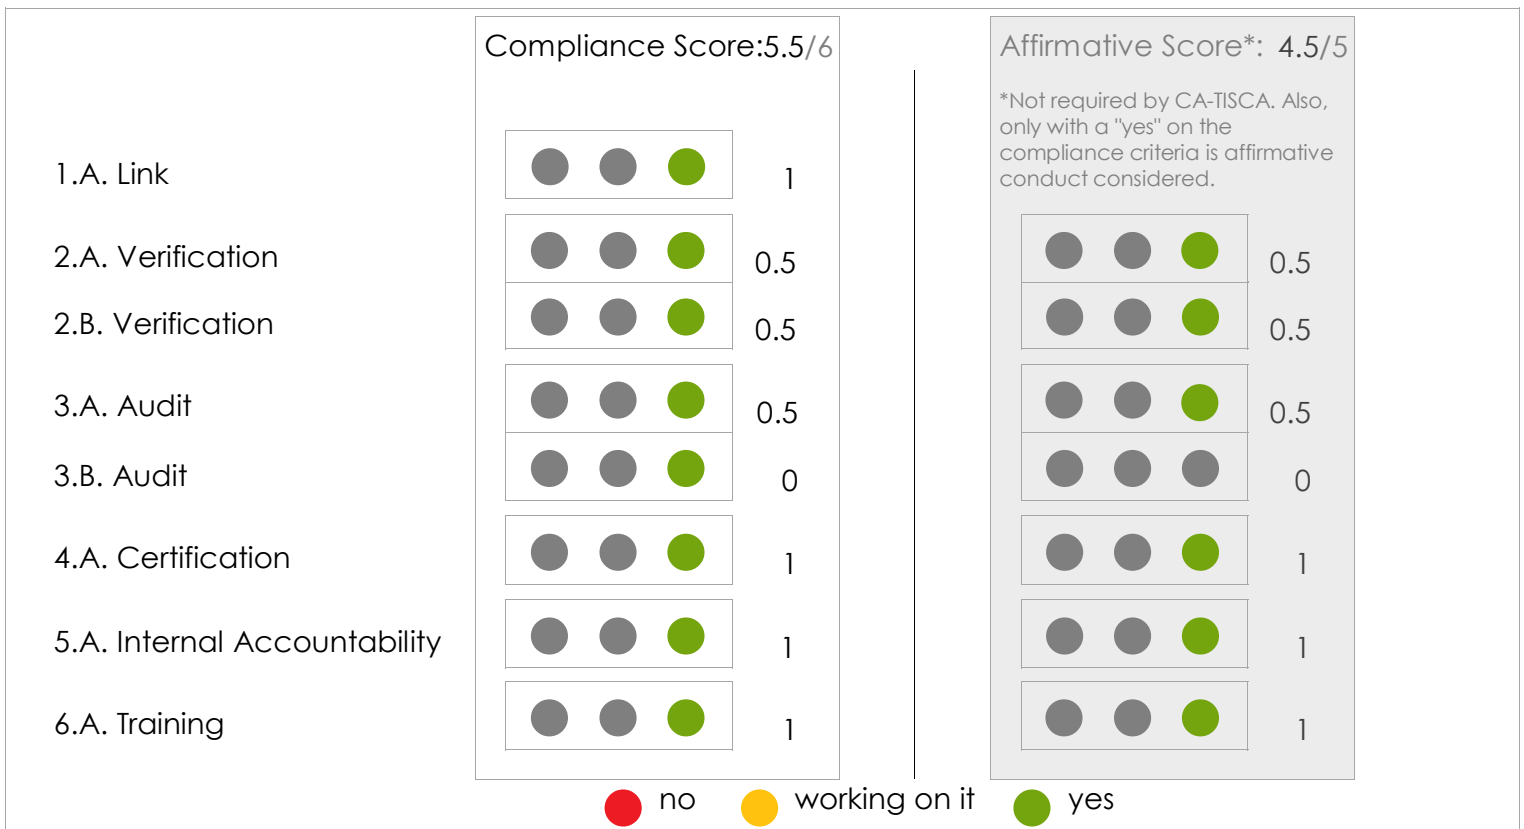 Compliance Score:5.5/6
Affirmative Score*: 4.5/5
*Not required by CA-TISCA. Also,
only with a "yes" on the
compliance criteria is affirmative
conduct considered.
1.A. Link 1
2.A. Verification 0.5 0.5
2.B. Verification 0.5 0.5
3.A. Audit 0.5 0.5
3.B. Audit 0 0
4.A. Certification 1 1
5.A. Internal Accountability 1 1
6.A. Training 1 1
no working on it yes